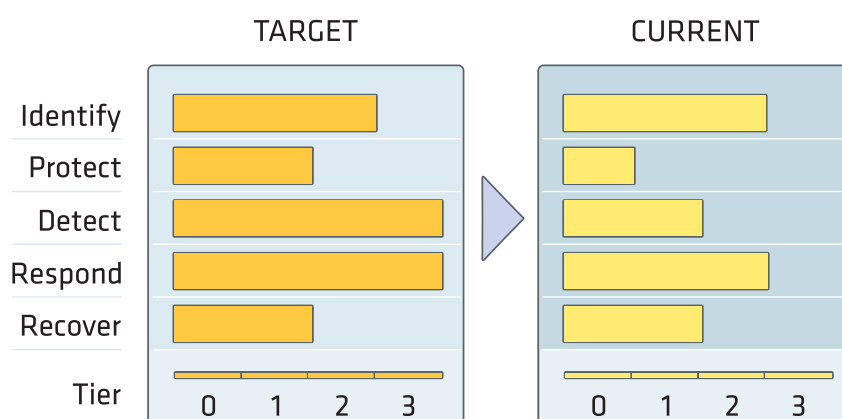 TARGET CURRENT
Identify
Protect
Detect
Respond
Recover
Tier 0 1 2 3 0 1 2 3